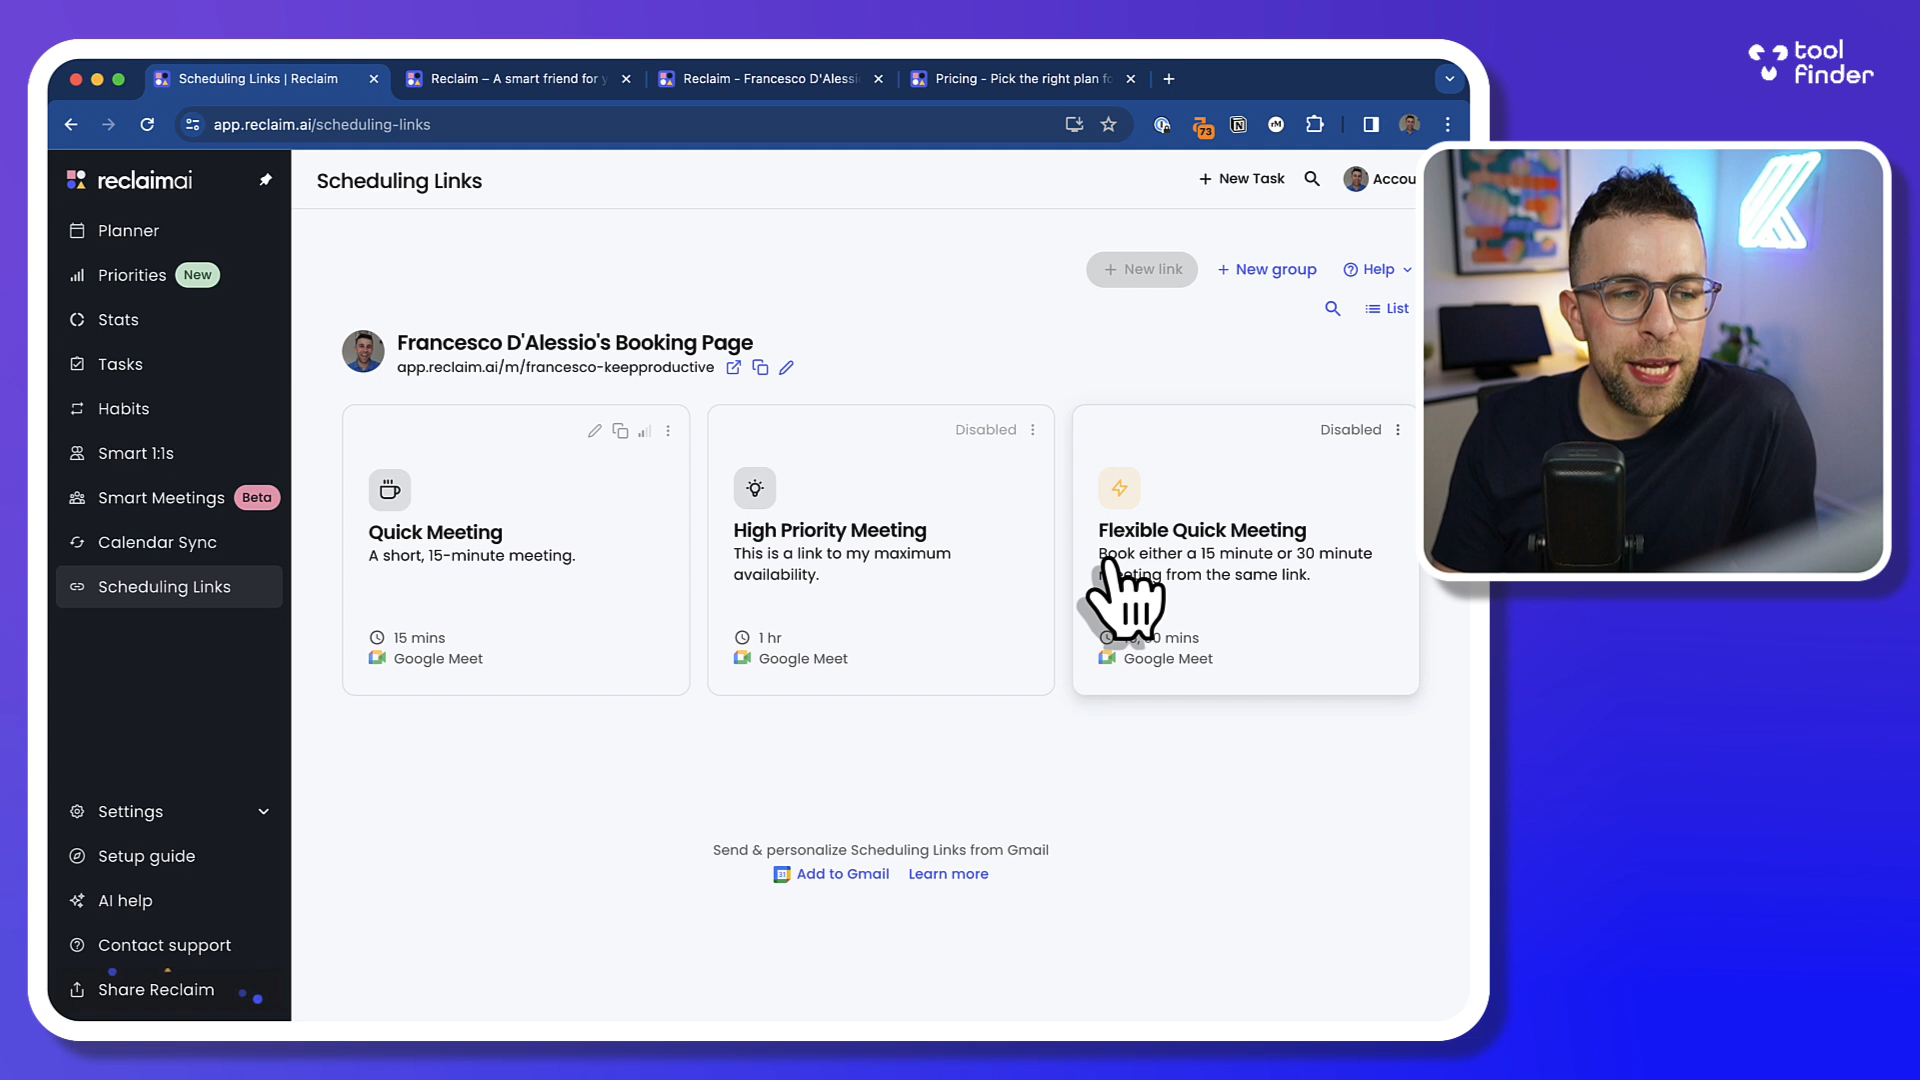 tool
finder
Scheduling Links | Reclaim
Reclaim – A smart friend for y
Reclaim - Francesco D'Alessi
Pricing - Pick the right plan fo
app.reclaim.ai/scheduling-links
73
reclaimai
Scheduling Links
New Task
Accou
Planner
Priorities New
Stats
Tasks
Habits
Smart 1:1s
Smart Meetings Beta
Calendar Sync
Scheduling Links
Settings
Setup guide
AI help
Contact support
Share Reclaim
+ New link
+ New group
Help
List
Francesco D'Alessio's Booking Page
app.reclaim.ai/m/francesco-keepproductive
Quick Meeting
A short, 15-minute meeting.
15 mins
Google Meet
Disabled
High Priority Meeting
This is a link to my maximum
availability.
1 hr
Google Meet
Disabled
Flexible Quick Meeting
Book either a 15 minute or 30 minute
meeting from the same link.
mins
Google Meet
Send & personalize Scheduling Links from Gmail
31 Add to Gmail
Learn more